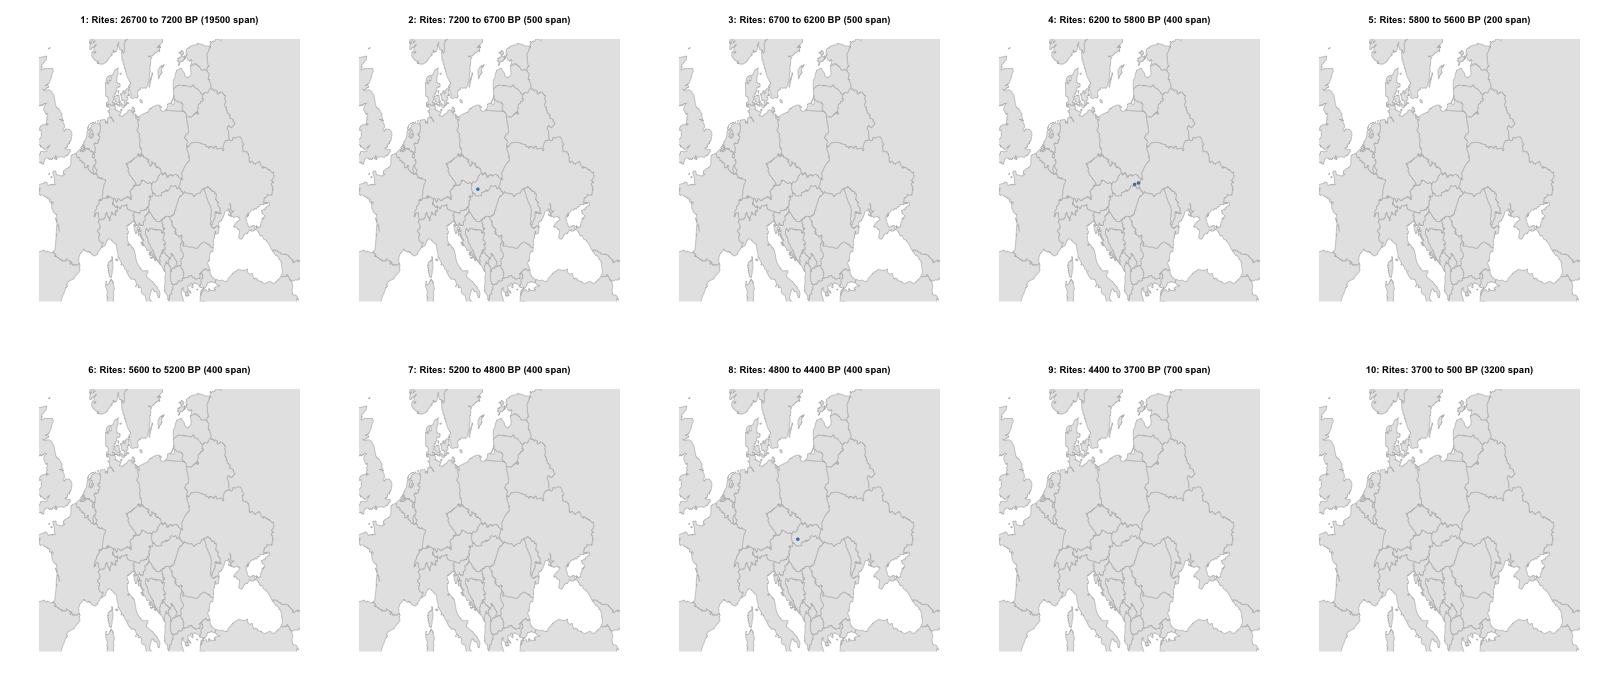 1: Rites: 26700 to 7200 BP (19500 span)
2: Rites: 7200 to 6700 BP (500 span)
3: Rites: 6700 to 6200 BP (500 span)
4: Rites: 6200 to 5800 BP (400 span)
5: Rites: 5800 to 5600 BP (200 span)
6: Rites: 5600 to 5200 BP (400 span)
7: Rites: 5200 to 4800 BP (400 span)
8: Rites: 4800 to 4400 BP (400 span)
9: Rites: 4400 to 3700 BP (700 span)
10: Rites: 3700 to 500 BP (3200 span)